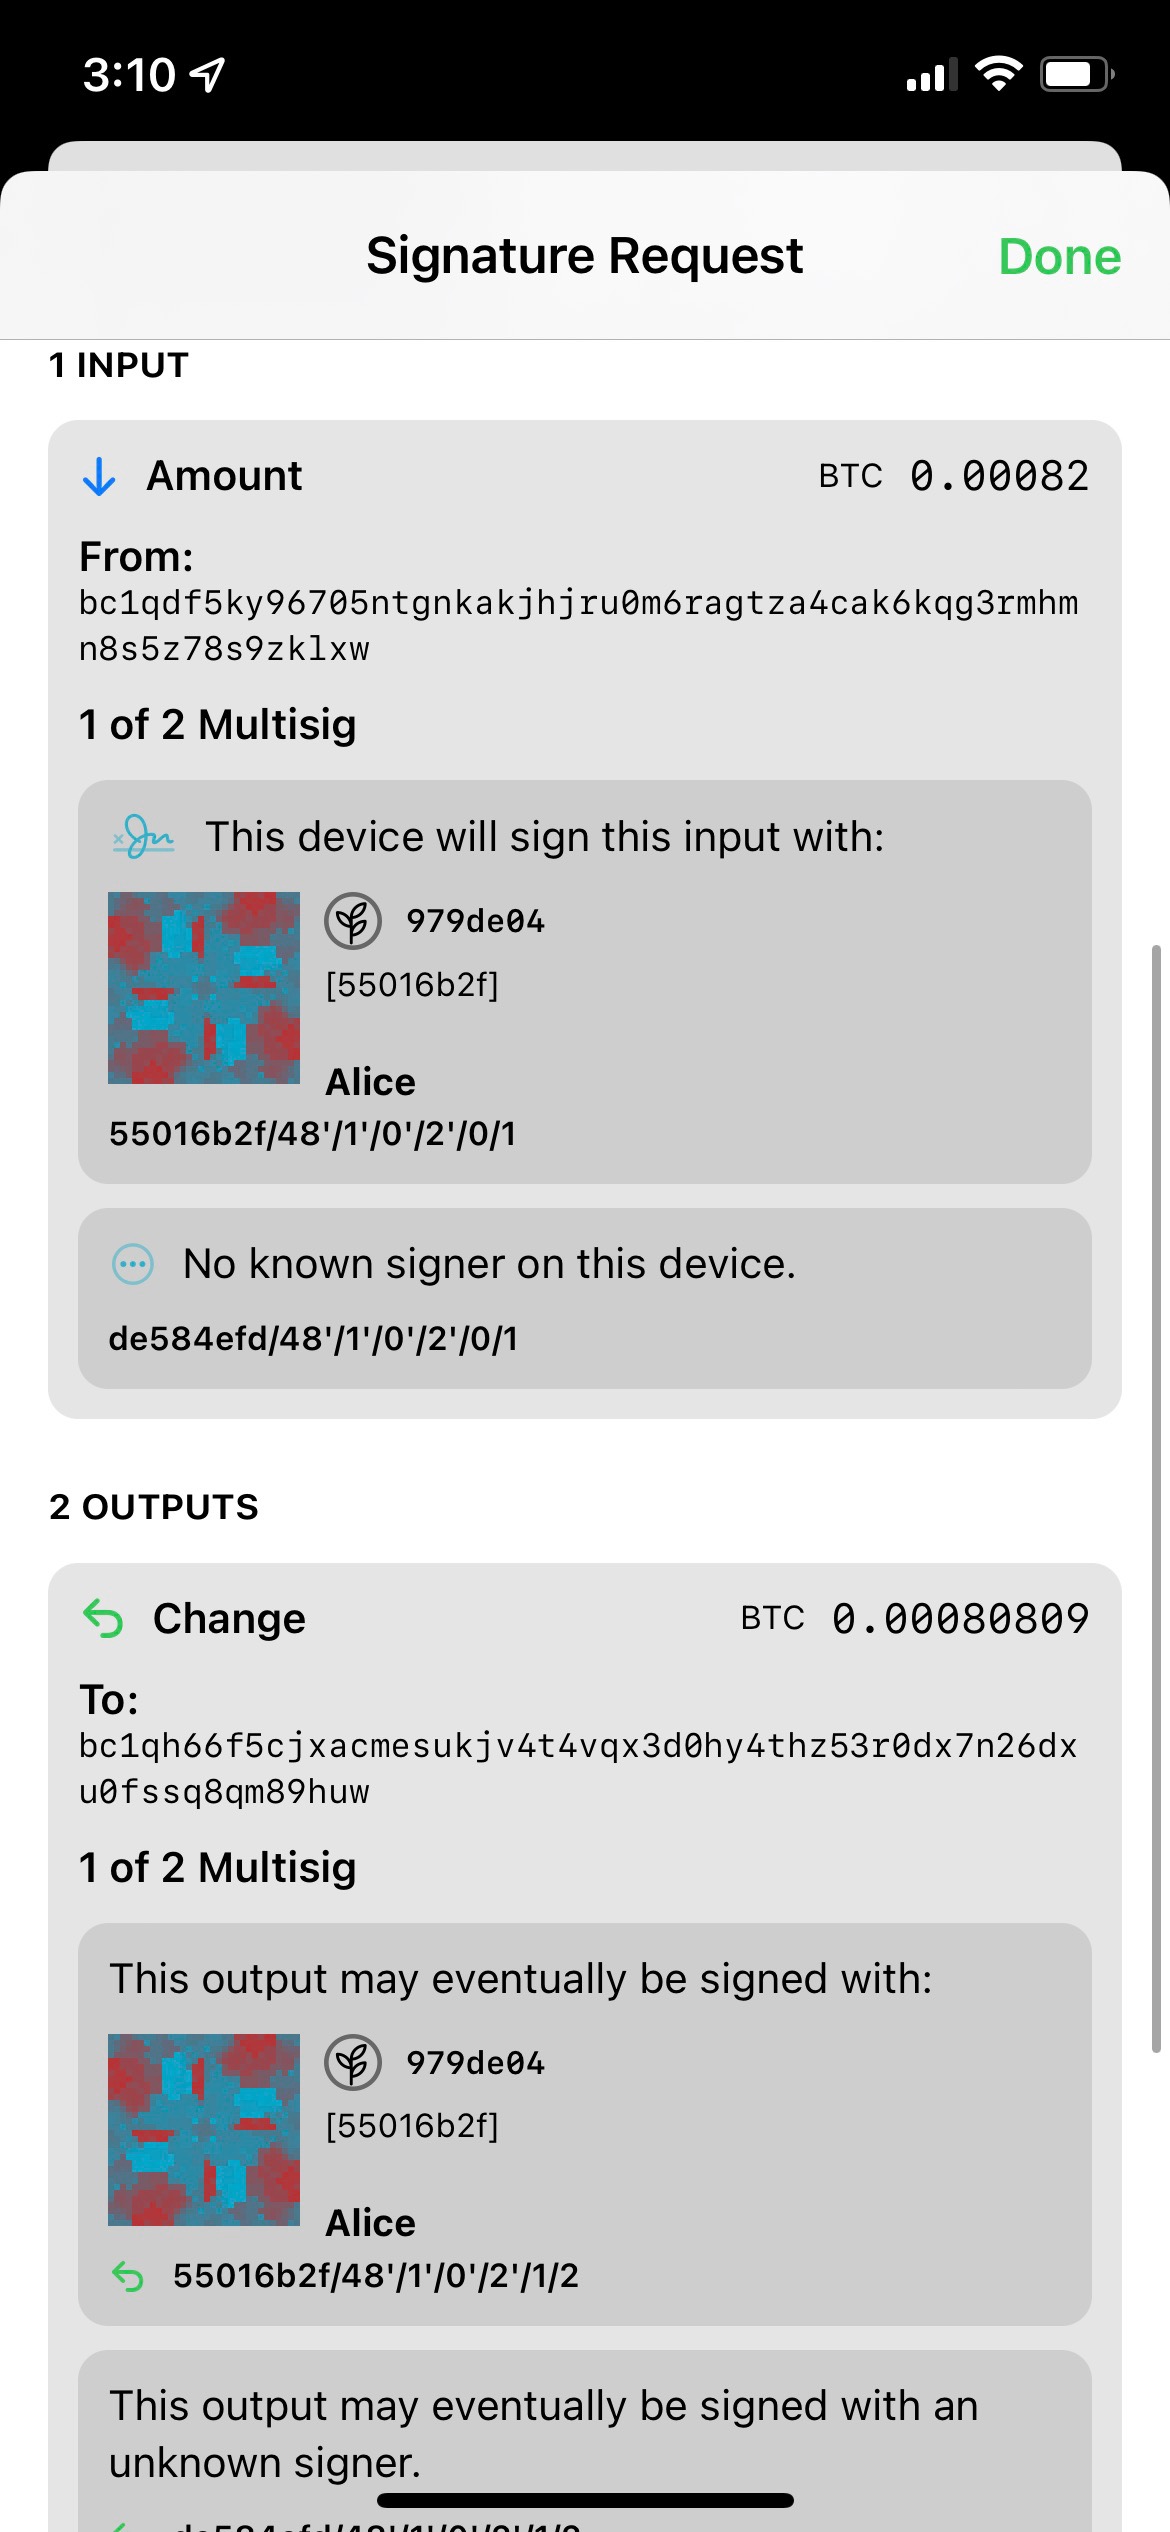 3:10
Signature Request
Done
1 INPUT
Amount
BTC 0.00082
From:
bc1qdf5ky96705ntgnkakjhjru0m6ragtza4cak6kqg3rmhm
n8s5z78s9zklxw
1 of 2 Multisig
This device will sign this input with:
979de04
[55016b2f]
Alice
55016b2f/48'/1'/0'/2'/0/1
No known signer on this device.
de584efd/48'/1'/0'/2'/0/1
2 OUTPUTS
Change
BTC 0.00080809
To:
bc1qh66f5cjxacmesukjv4t4vqx3d0hy4thz53r0dx7n26dx
u0fssq8qm89huw
1 of 2 Multisig
This output may eventually be signed with:
979de04
[55016b2f]
Alice
55016b2f/48'/1'/0'/2'/1/2
This output may eventually be signed with an
unknown signer.